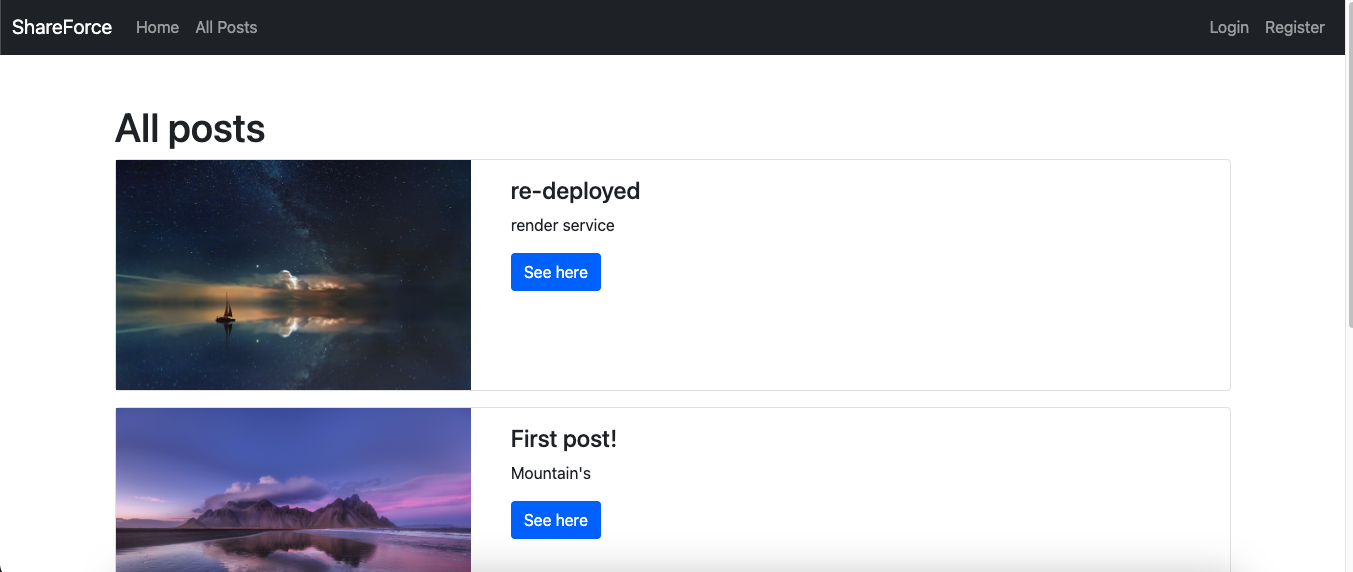 ShareForce Home All Posts Login Register
All posts
re-deployed
render service
See here
First post!
Mountain's
See here